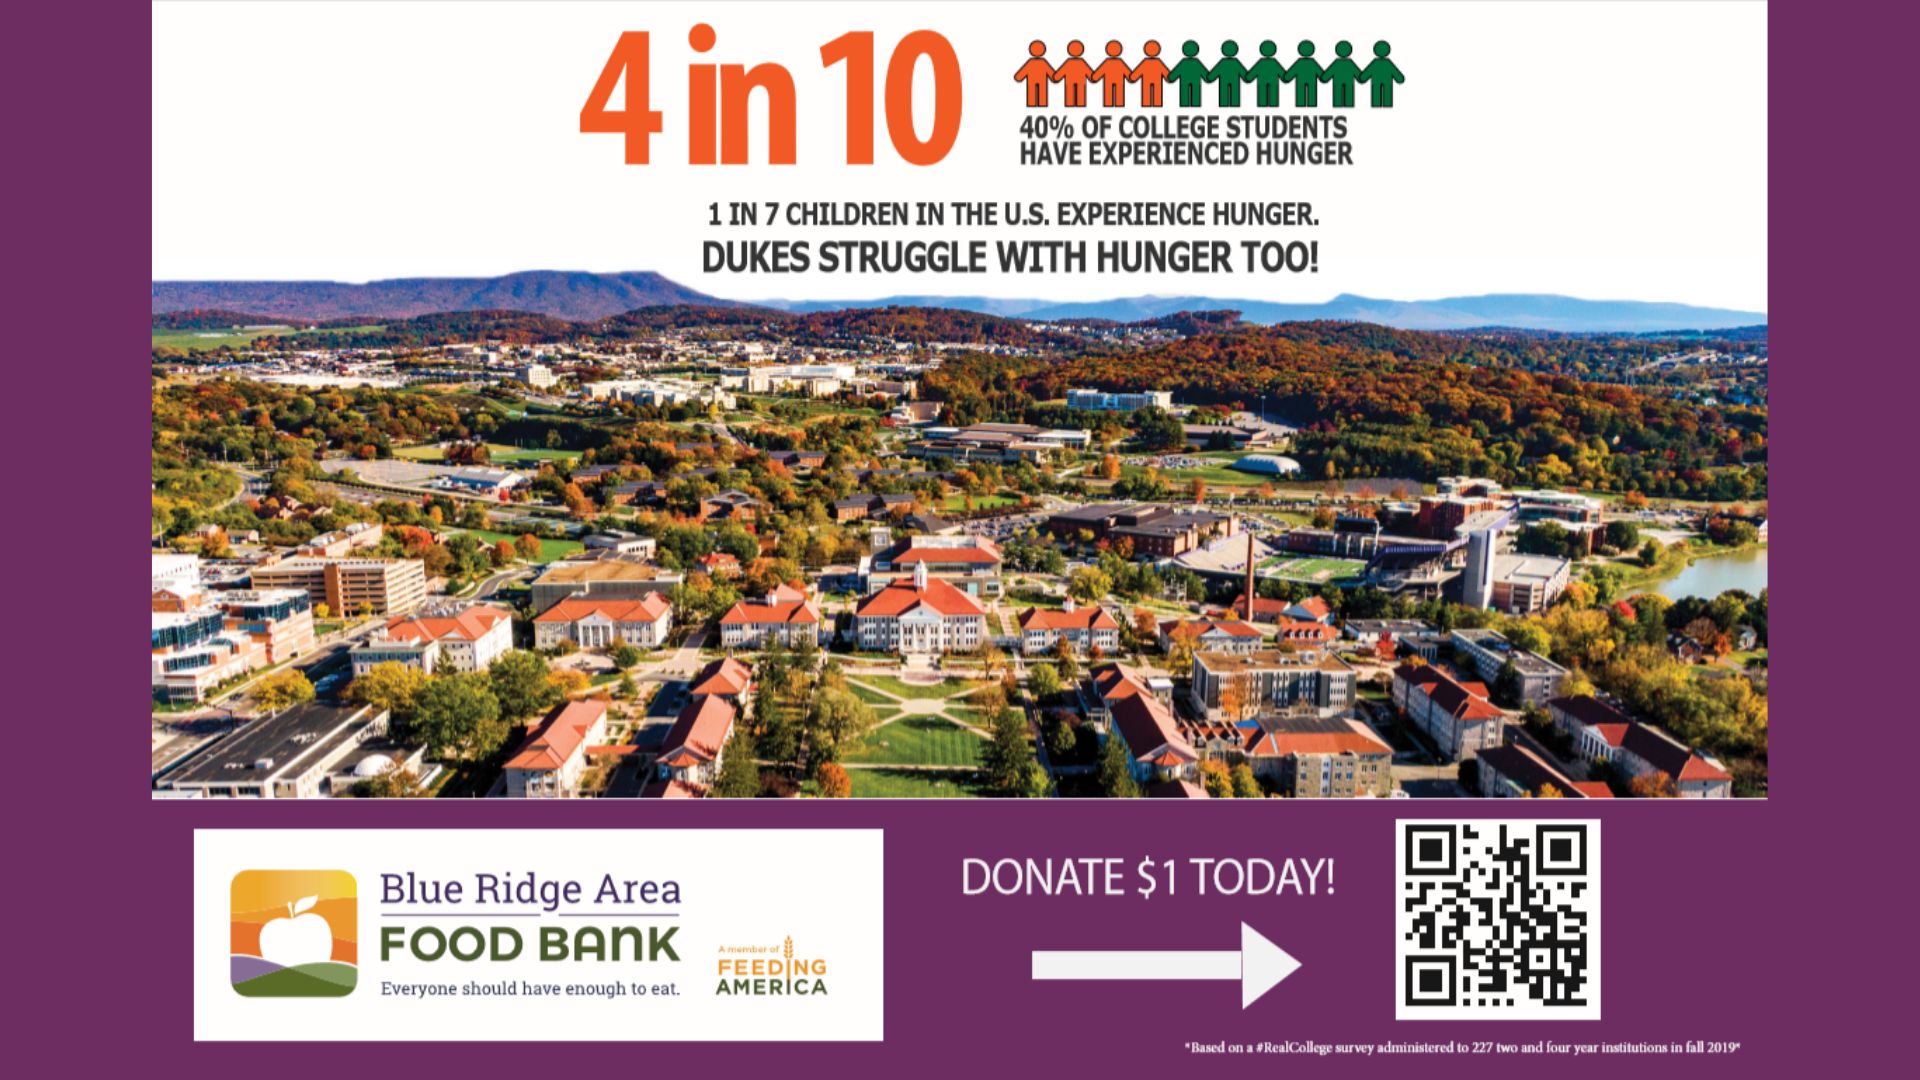 4 in 10
40% OF COLLEGE STUDENTS
HAVE EXPERIENCED HUNGER
1 IN 7 CHILDREN IN THE U.S. EXPERIENCE HUNGER.
DUKES STRUGGLE WITH HUNGER TOO!
Blue Ridge Area
FOOD BANK
Everyone should have enough to eat.
A member of
FEEDING
AMERICA
DONATE $1 TODAY!
*Based on a #RealCollege survey administered to 227 two and four year institutions in fall 2019*